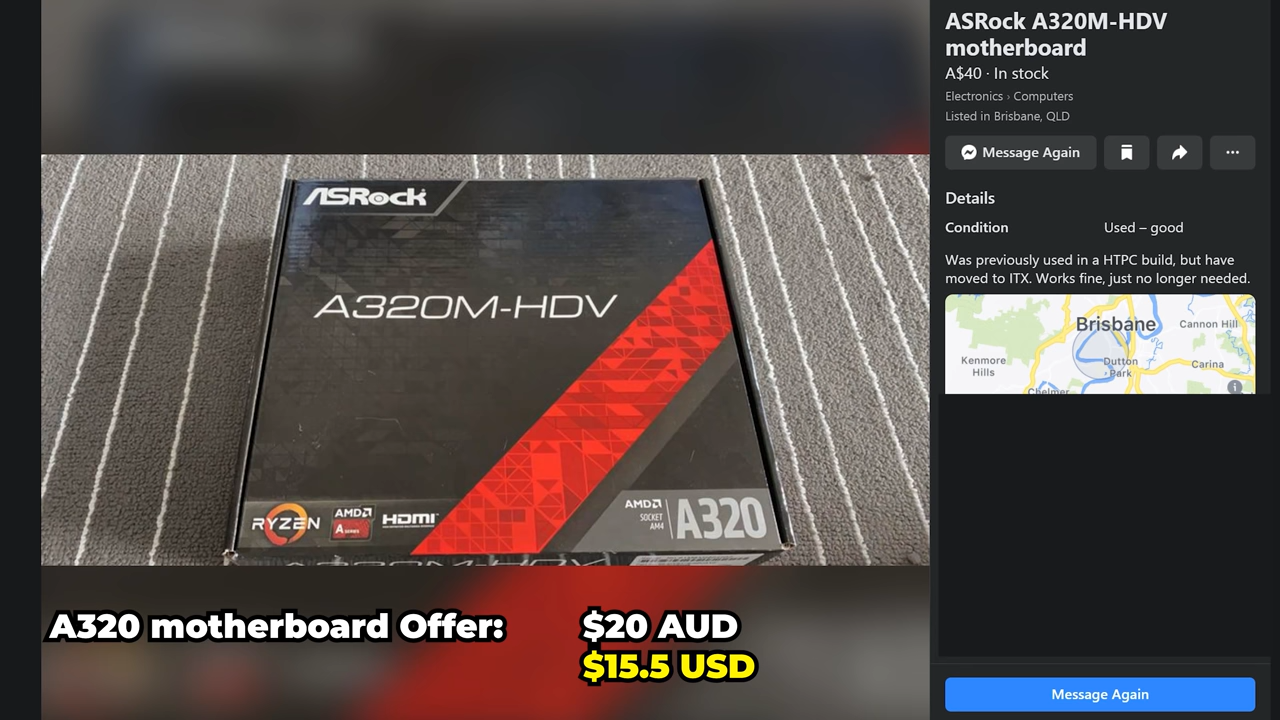 ASRock
A320M-HDV
RYZEN
AMD
A SERIES
HDMI
AMD
SOCKET
AM4
A320
A320M-HDV
A320 motherboard Offer: $20 AUD
$15.5 USD
ASRock A320M-HDV
motherboard
A$40 · In stock
Electronics › Computers
Listed in Brisbane, QLD
Message Again
Details
Condition Used – good
Was previously used in a HTPC build, but have
moved to ITX. Works fine, just no longer needed.
Brisbane
Cannon Hill
Kenmore
Hills
Dutton
Park
Carina
Chelmer
Message Again